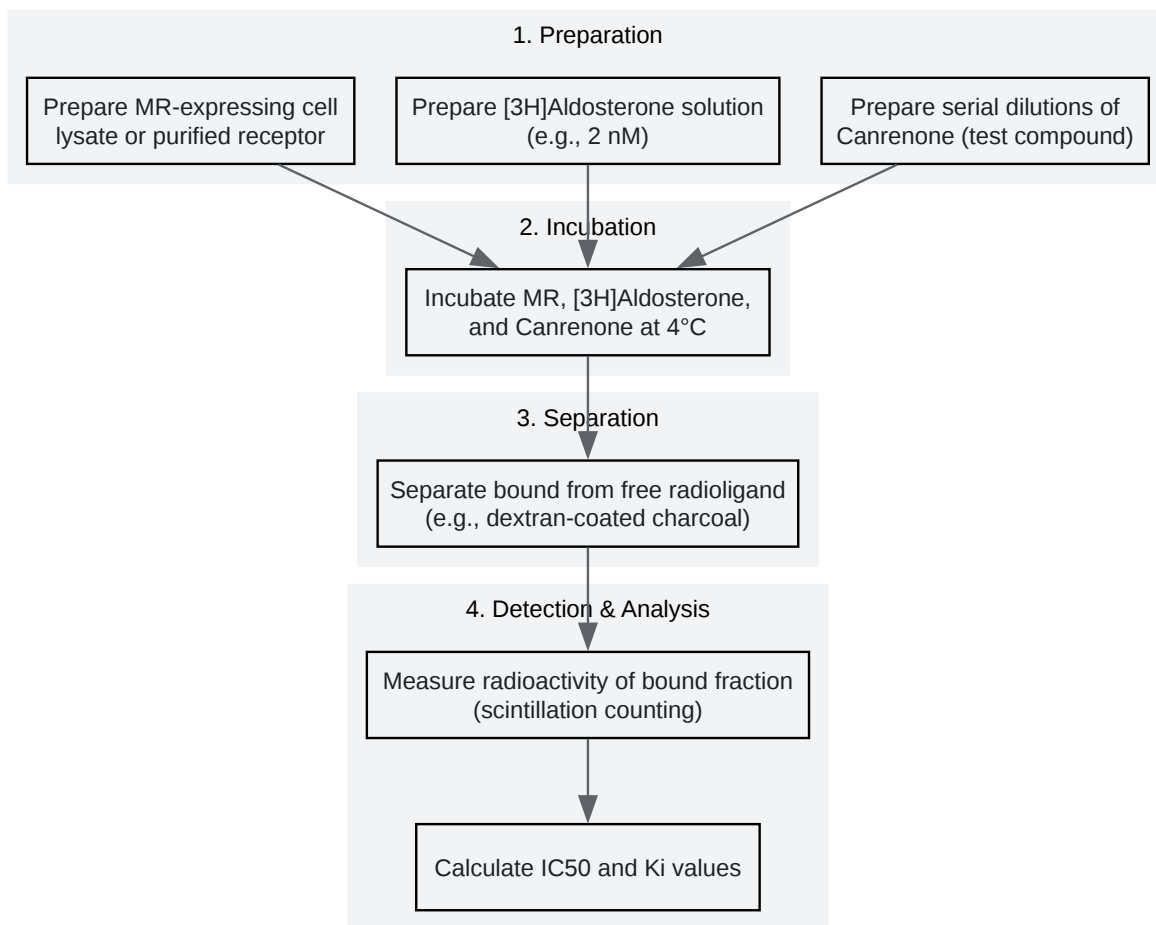 1. Preparation
Prepare MR-expressing cell
lysate or purified receptor
Prepare [3H]Aldosterone solution
(e.g., 2 nM)
Prepare serial dilutions of
Canrenone (test compound)
2. Incubation
Incubate MR, [3H]Aldosterone,
and Canrenone at 4°C
3. Separation
Separate bound from free radioligand
(e.g., dextran-coated charcoal)
4. Detection & Analysis
Measure radioactivity of bound fraction
(scintillation counting)
Calculate IC50 and Ki values